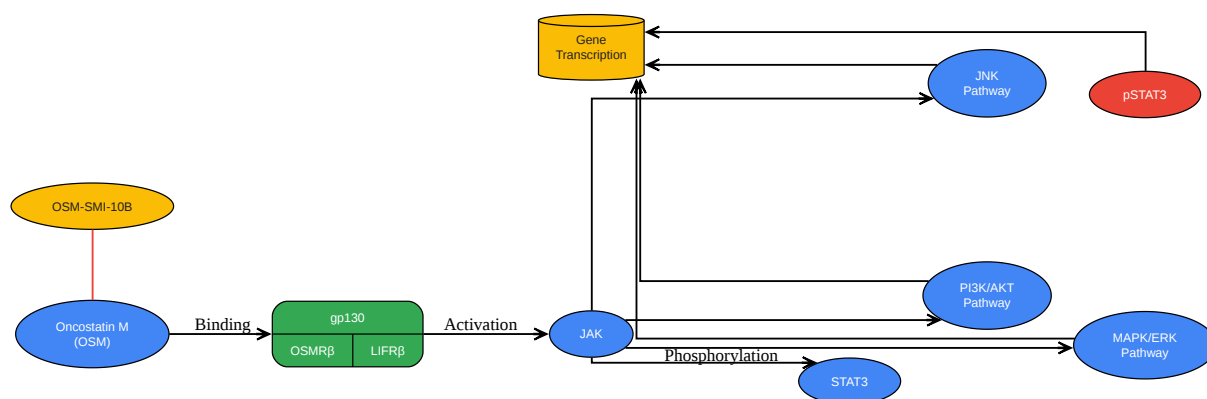 Gene
Transcription
JNK
Pathway
pSTAT3
OSM-SMI-10B
PI3K/AKT
Pathway
Oncostatin M
(OSM)
Binding
gp130
OSMRβ
LIFRβ
Activation
JAK
MAPK/ERK
Pathway
Phosphorylation
STAT3